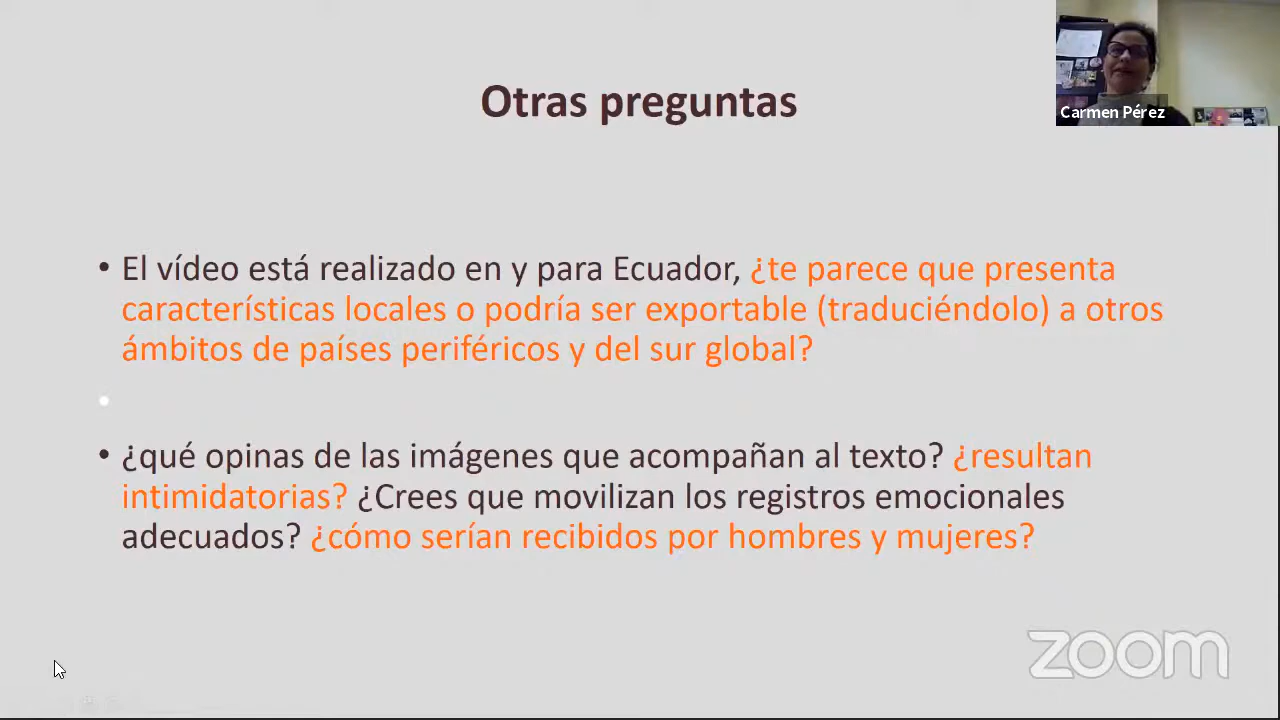 Otras preguntas
Carmen Pérez
• El vídeo está realizado en y para Ecuador, ¿te parece que presenta
características locales o podría ser exportable (traduciéndolo) a otros
ámbitos de países periféricos y del sur global?
•
• ¿qué opinas de las imágenes que acompañan al texto? ¿resultan
intimidatorias? ¿Crees que movilizan los registros emocionales
adecuados? ¿cómo serían recibidos por hombres y mujeres?
zoom